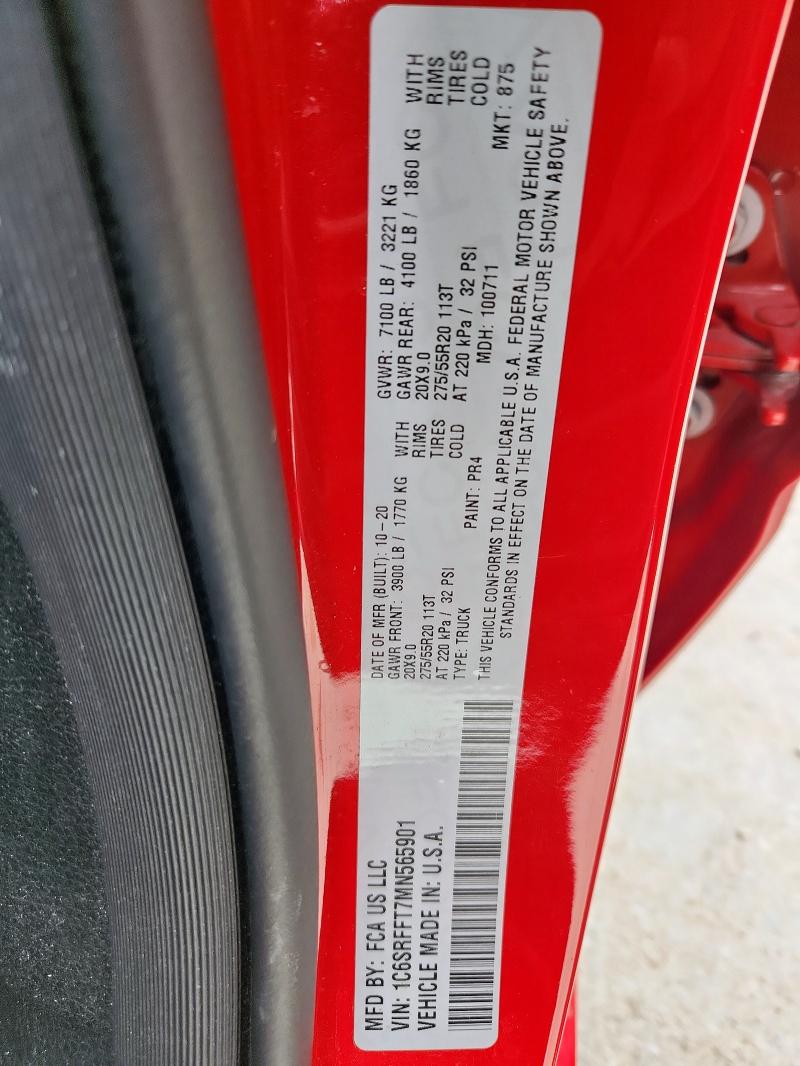 MFD BY: FCA US LLC
VIN: 1C6SRFFT7MN565901
VEHICLE MADE IN: U.S.A.
DATE OF MFR (BUILT): 10-20
GAWR FRONT: 3900 LB / 1770 KG WITH
20X9.0 RIMS
275/55R20 113T TIRES
AT 220 kPa / 32 PSI COLD
TYPE: TRUCK PAINT: PR4
GVWR: 7100 LB / 3221 KG
GAWR REAR: 4100 LB / 1860 KG WITH
20X9.0 RIMS
275/55R20 113T TIRES
AT 220 kPa / 32 PSI COLD
MDH: 100711 MKT: 875
THIS VEHICLE CONFORMS TO ALL APPLICABLE U.S.A. FEDERAL MOTOR VEHICLE SAFETY
STANDARDS IN EFFECT ON THE DATE OF MANUFACTURE SHOWN ABOVE.